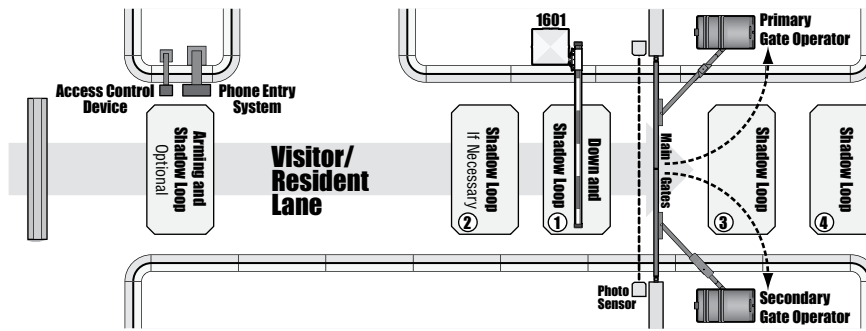 1601
Primary
Gate Operator
Access Control
Device
Phone Entry
System
Arming and
Shadow Loop
Optional
Visitor/
Resident
Lane
Shadow Loop
If Necessary
2
Down and
Shadow Loop
1
Main
Gates
Shadow Loop
3
Shadow Loop
4
Photo
Sensor
Secondary
Gate Operator